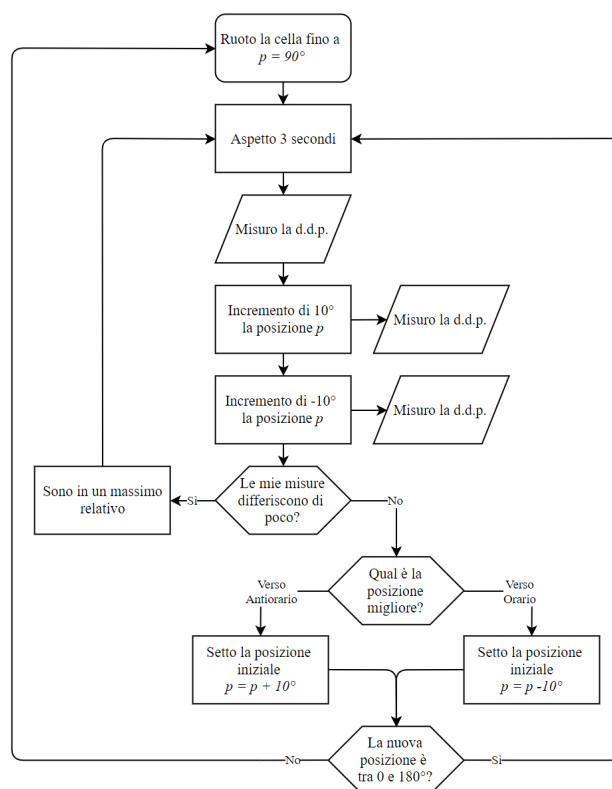 Ruoto la cella fino a
p = 90°
Aspetto 3 secondi
Misuro la d.d.p.
Incremento di 10°
la posizione p
Misuro la d.d.p.
Incremento di -10°
la posizione p
Misuro la d.d.p.
Le mie misure
differiscono di
poco?
Sì
No
Sono in un massimo
relativo
Qual è la
posizione
migliore?
Verso
Antiorario
Verso
Orario
Setto la posizione
iniziale
p = p + 10°
Setto la posizione
iniziale
p = p -10°
La nuova
posizione è
tra 0 e 180°?
No
Si